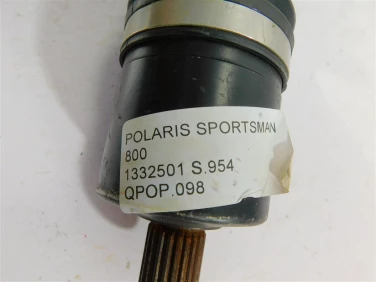 POLARIS SPORTSMAN
800
1332501 S.954
QPOP.098